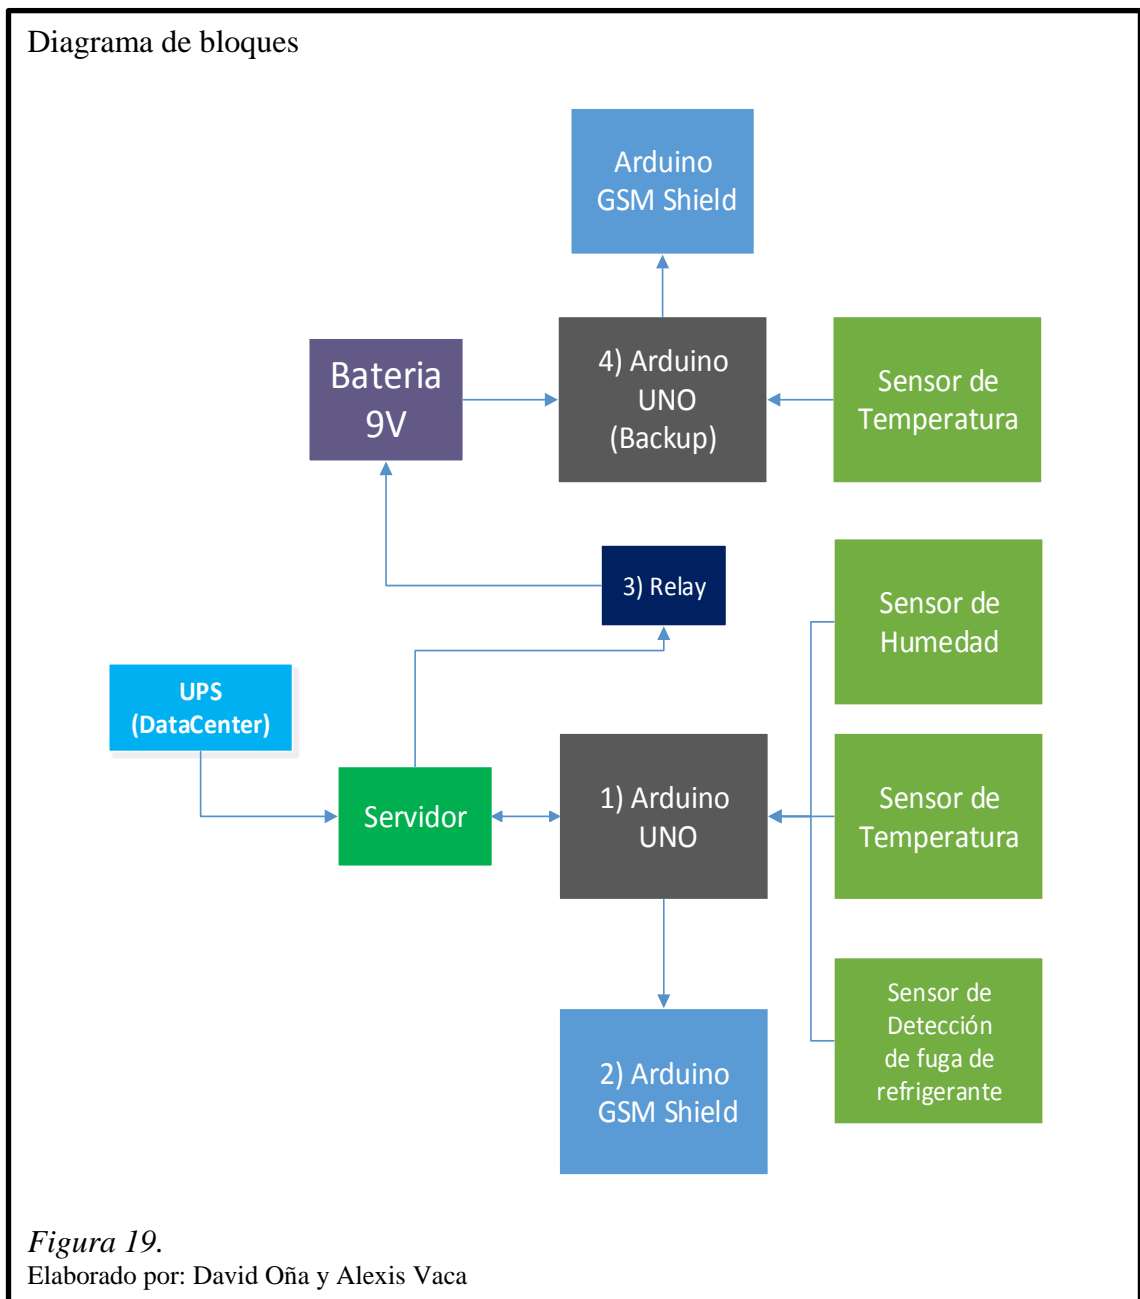 Diagrama de bloques
Arduino
GSM Shield
Bateria
9V
4) Arduino
UNO
(Backup)
Sensor de
Temperatura
3) Relay
Sensor de
Humedad
UPS
(DataCenter)
Servidor
1) Arduino
UNO
Sensor de
Temperatura
2) Arduino
GSM Shield
Sensor de
Detección
de fuga de
refrigerante
Figura 19.
Elaborado por: David Oña y Alexis Vaca